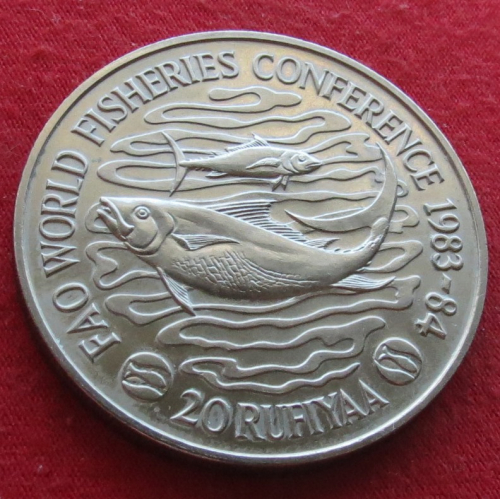 FAO WORLD FISHERIES CONFERENCE 1983-84
20 RUFIYAA